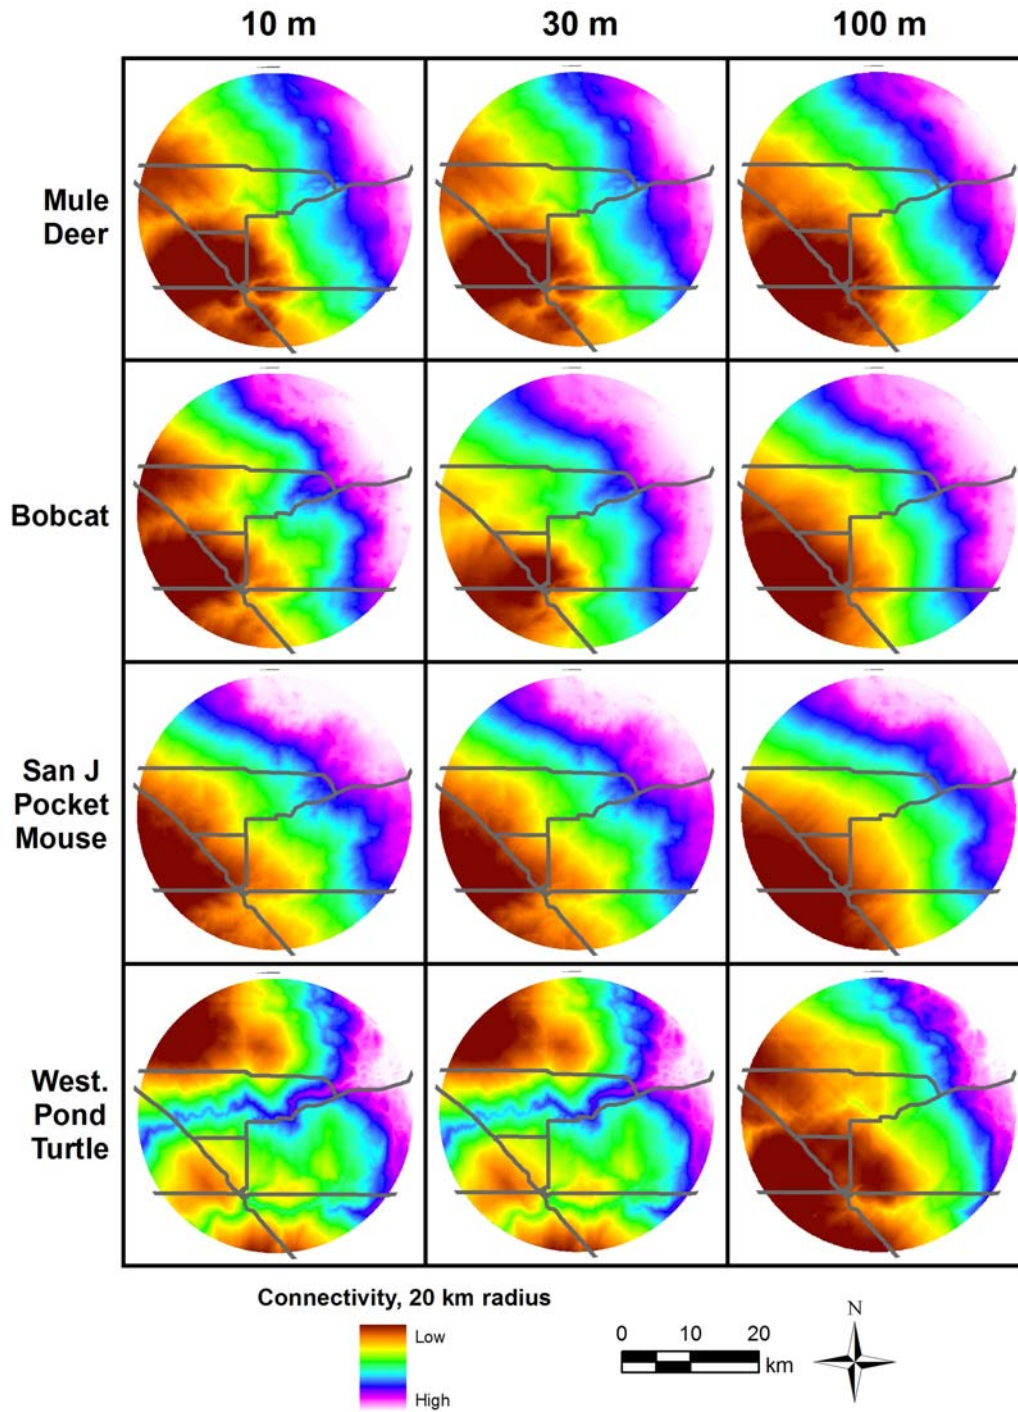 10 m
30 m
100 m
Mule
Deer
Bobcat
San J
Pocket
Mouse
West.
Pond
Turtle
Connectivity, 20 km radius
Low
High
0 10 20
km
N